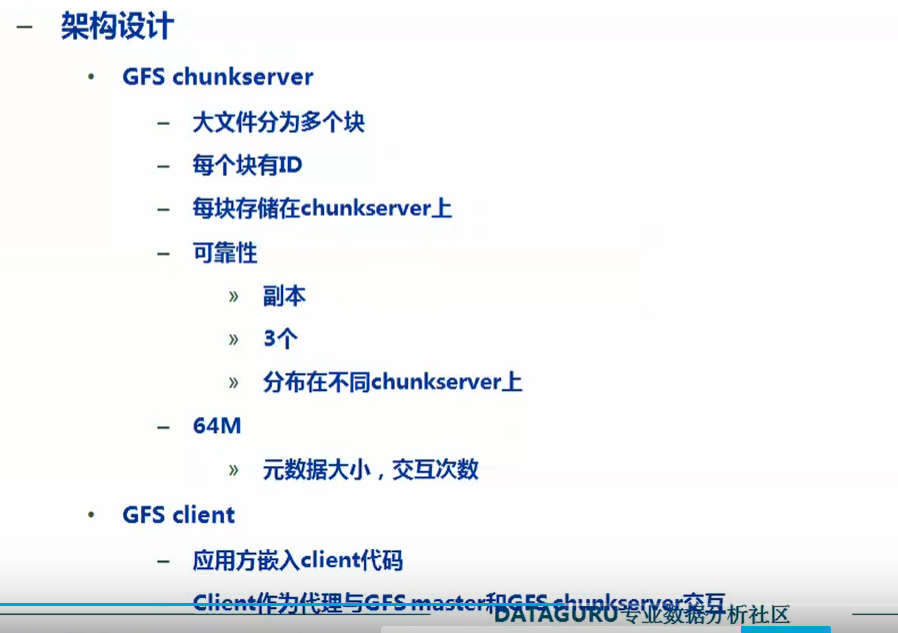 – 架构设计
• GFS chunkserver
– 大文件分为多个块
– 每个块有ID
– 每块存储在chunkserver上
– 可靠性
» 副本
» 3个
» 分布在不同chunkserver上
– 64M
» 元数据大小，交互次数
• GFS client
– 应用方嵌入client代码
Client作为代理与GFS master和GFS chunkserver交互
DATAGURU专业数据分析社区